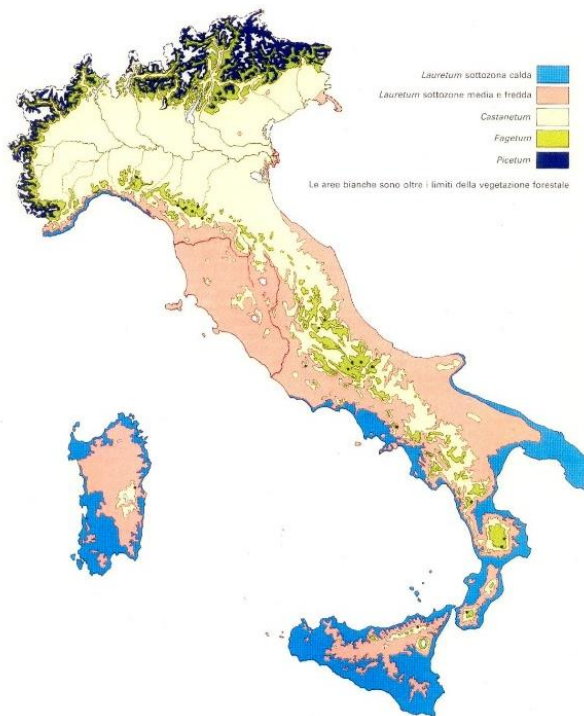 Lauretum sottozona calda
Lauretum sottozone media e fredda
Castanetum
Fagetum
Picetum
Le aree bianche sono oltre i limiti della vegetazione forestale